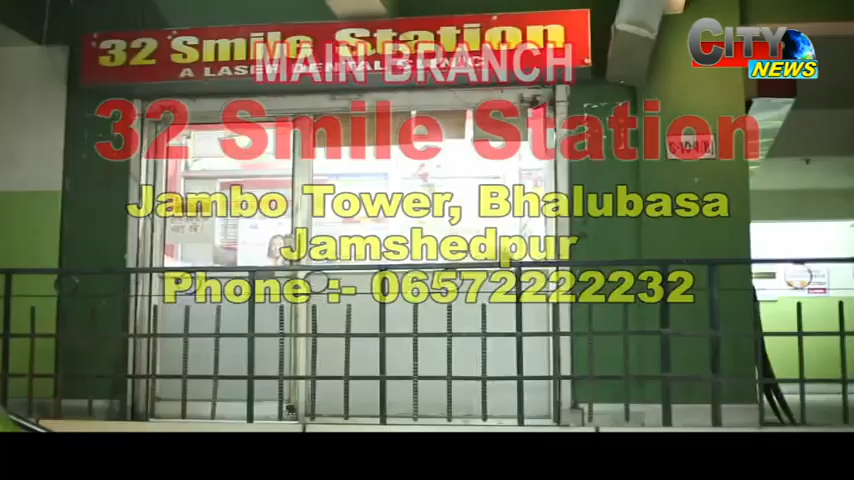 32 Smile Station
A LASER DENTAL CLINIC
CITY
NEWS
MAIN BRANCH
32 Smile Station
Jambo Tower, Bhalubasa
Jamshedpur
Phone :- 06572222232